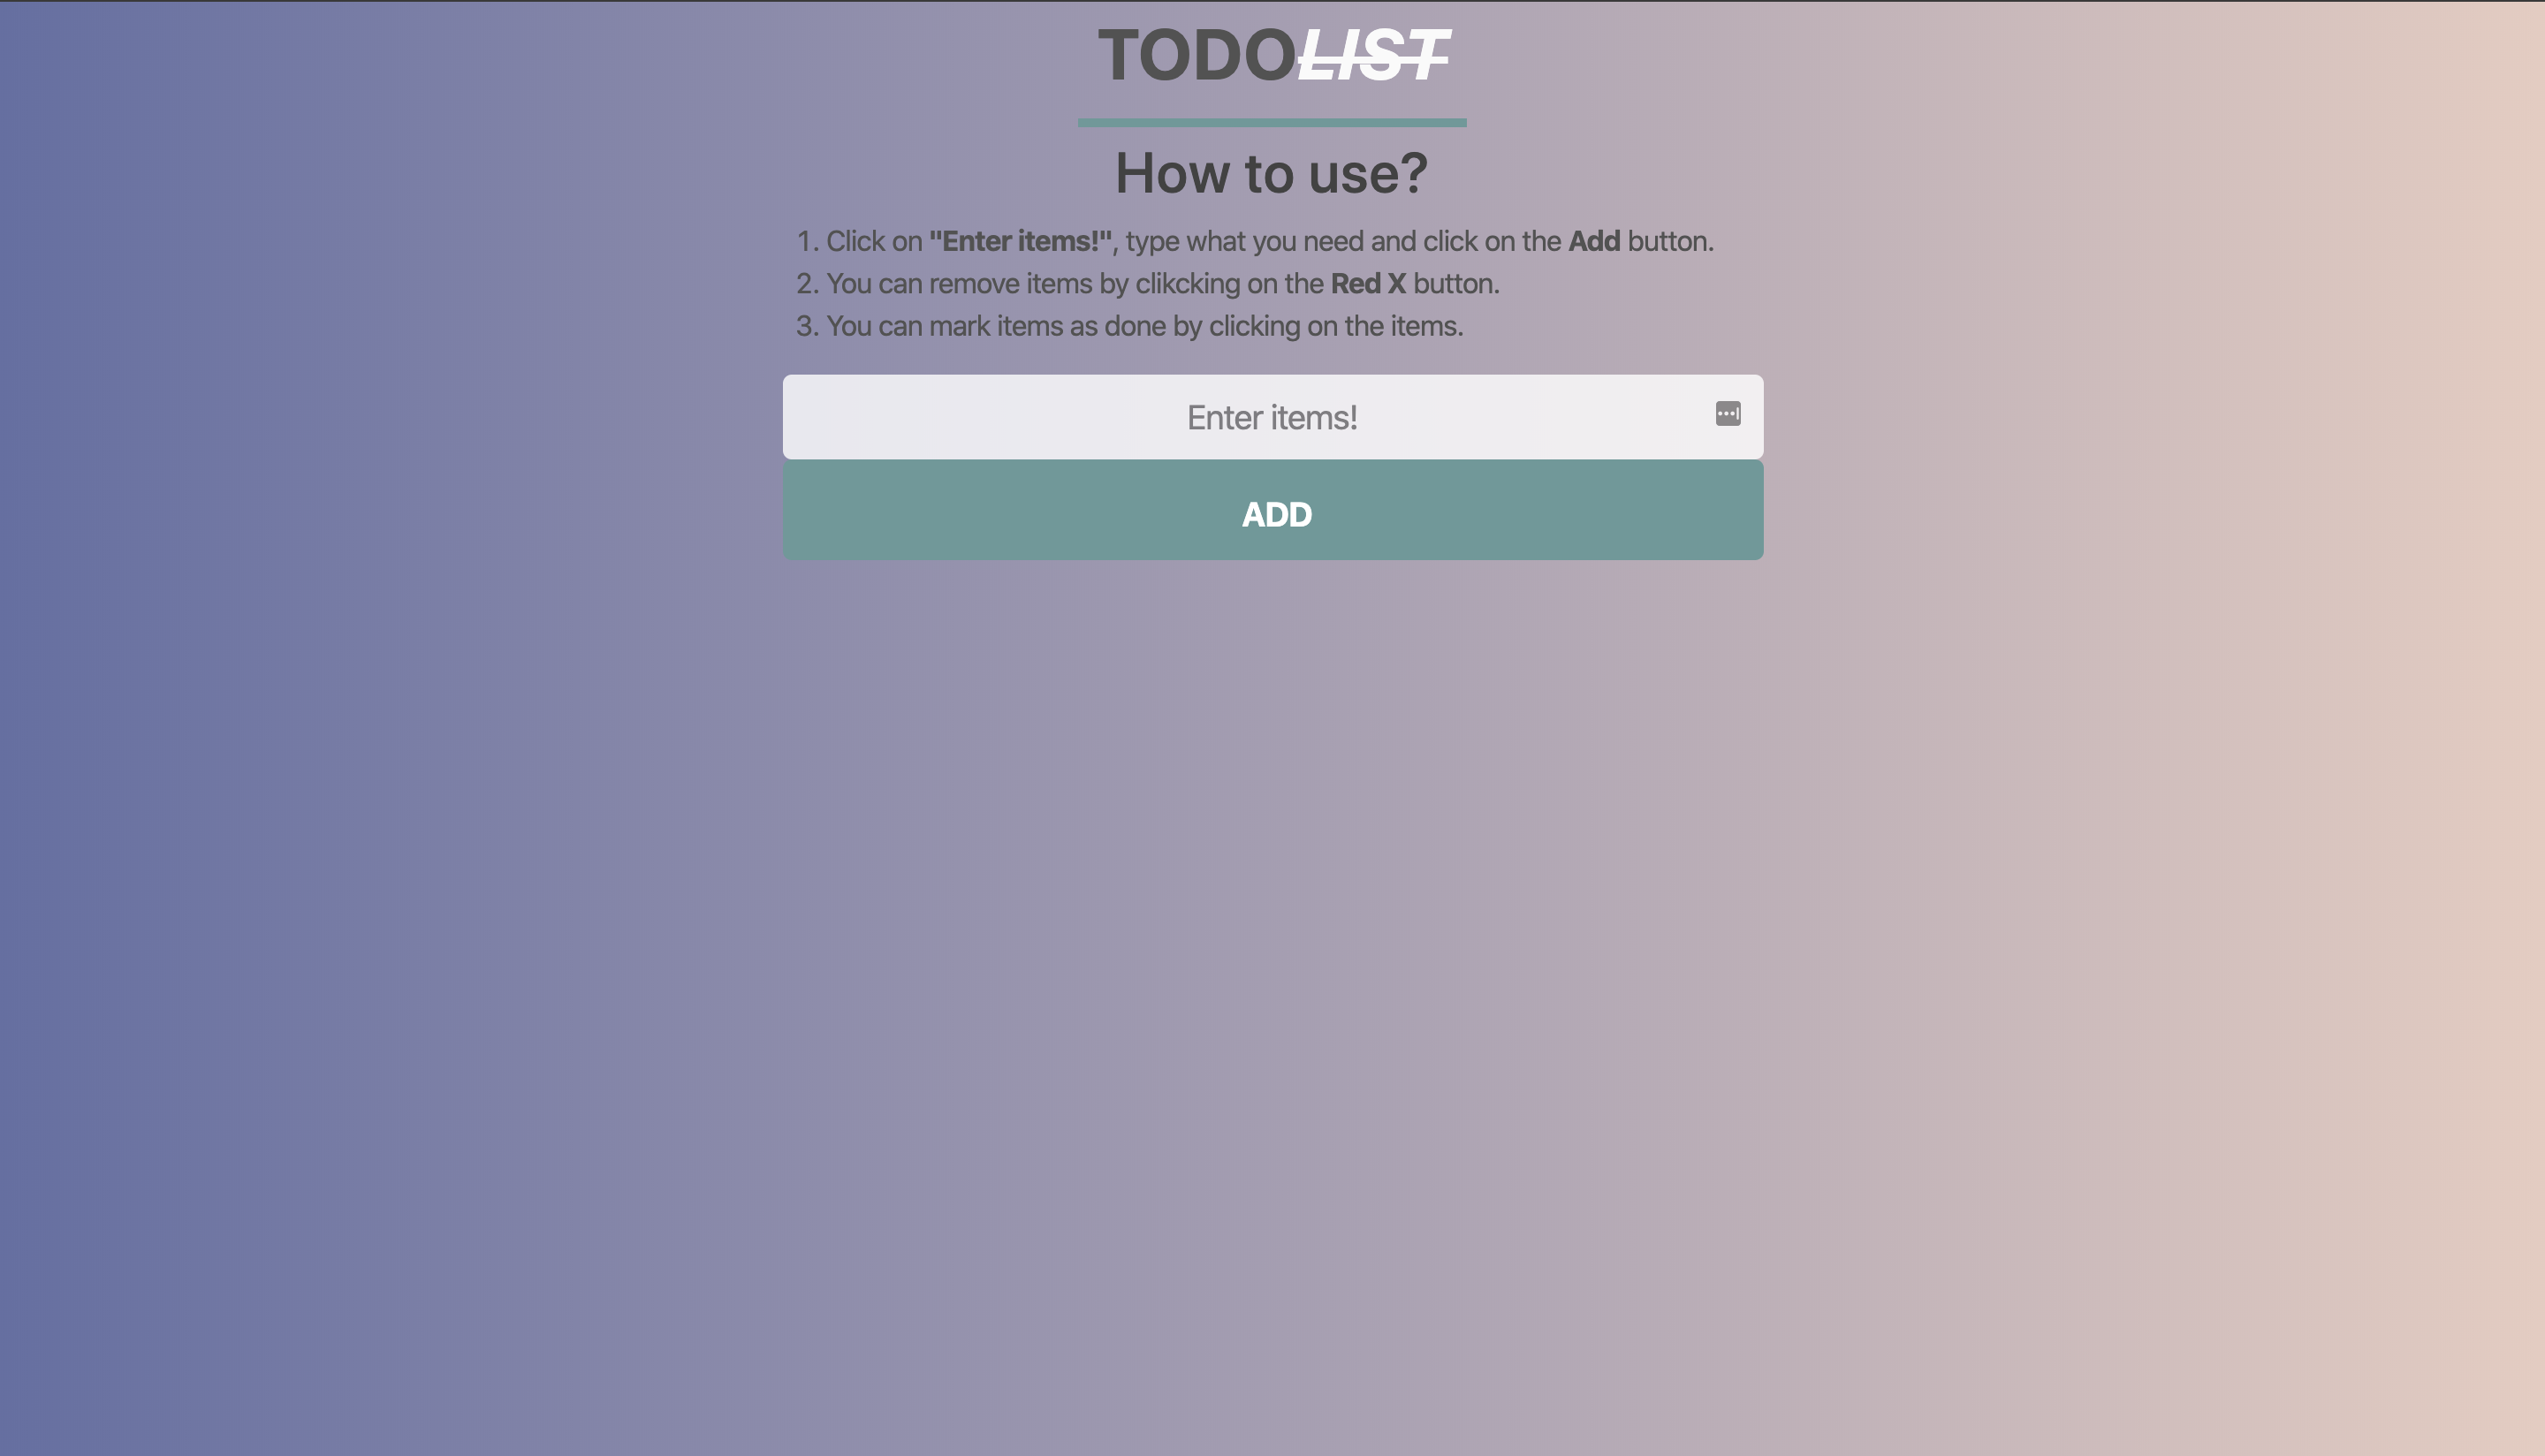 TODOLIST
How to use?
1. Click on "Enter items!", type what you need and click on the Add button.
2. You can remove items by clikcking on the Red X button.
3. You can mark items as done by clicking on the items.
Enter items!
ADD